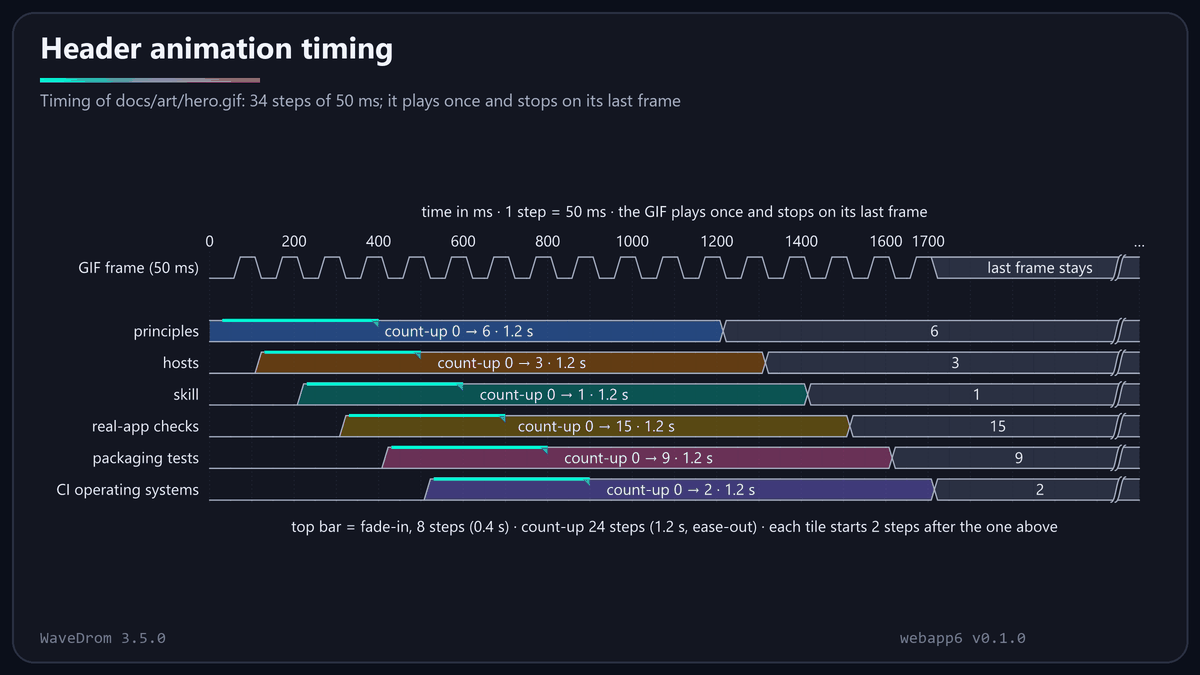 Header animation timing
Timing of docs/art/hero.gif: 34 steps of 50 ms; it plays once and stops on its last frame
time in ms · 1 step = 50 ms · the GIF plays once and stops on its last frame
0 200 400 600 800 1000 1200 1400 1600 1700 ...
GIF frame (50 ms) last frame stays
principles count-up 0 → 6 · 1.2 s 6
hosts count-up 0 → 3 · 1.2 s 3
skill count-up 0 → 1 · 1.2 s 1
real-app checks count-up 0 → 15 · 1.2 s 15
packaging tests count-up 0 → 9 · 1.2 s 9
CI operating systems count-up 0 → 2 · 1.2 s 2
top bar = fade-in, 8 steps (0.4 s) · count-up 24 steps (1.2 s, ease-out) · each tile starts 2 steps after the one above
WaveDrom 3.5.0 webapp6 v0.1.0